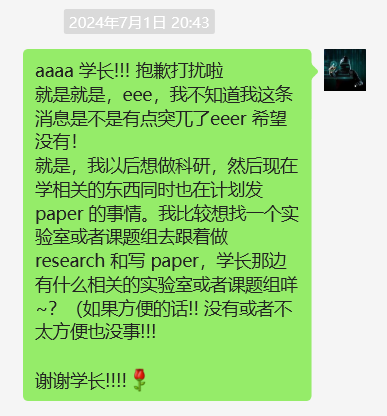 2024年7月1日 20:43
aaaa 学长!!! 抱歉打扰啦
就是就是，eee，我不知道我这条
消息是不是有点突兀了eeer 希望
没有！
就是，我以后想做科研，然后现在
学相关的东西同时也在计划发
paper 的事情。我比较想找一个实
验室或者课题组去跟着做
research 和写 paper，学长那边
有什么相关的实验室或者课题组咩
~？（如果方便的话!! 没有或者不
太方便也没事!!!
谢谢学长!!!!🌹